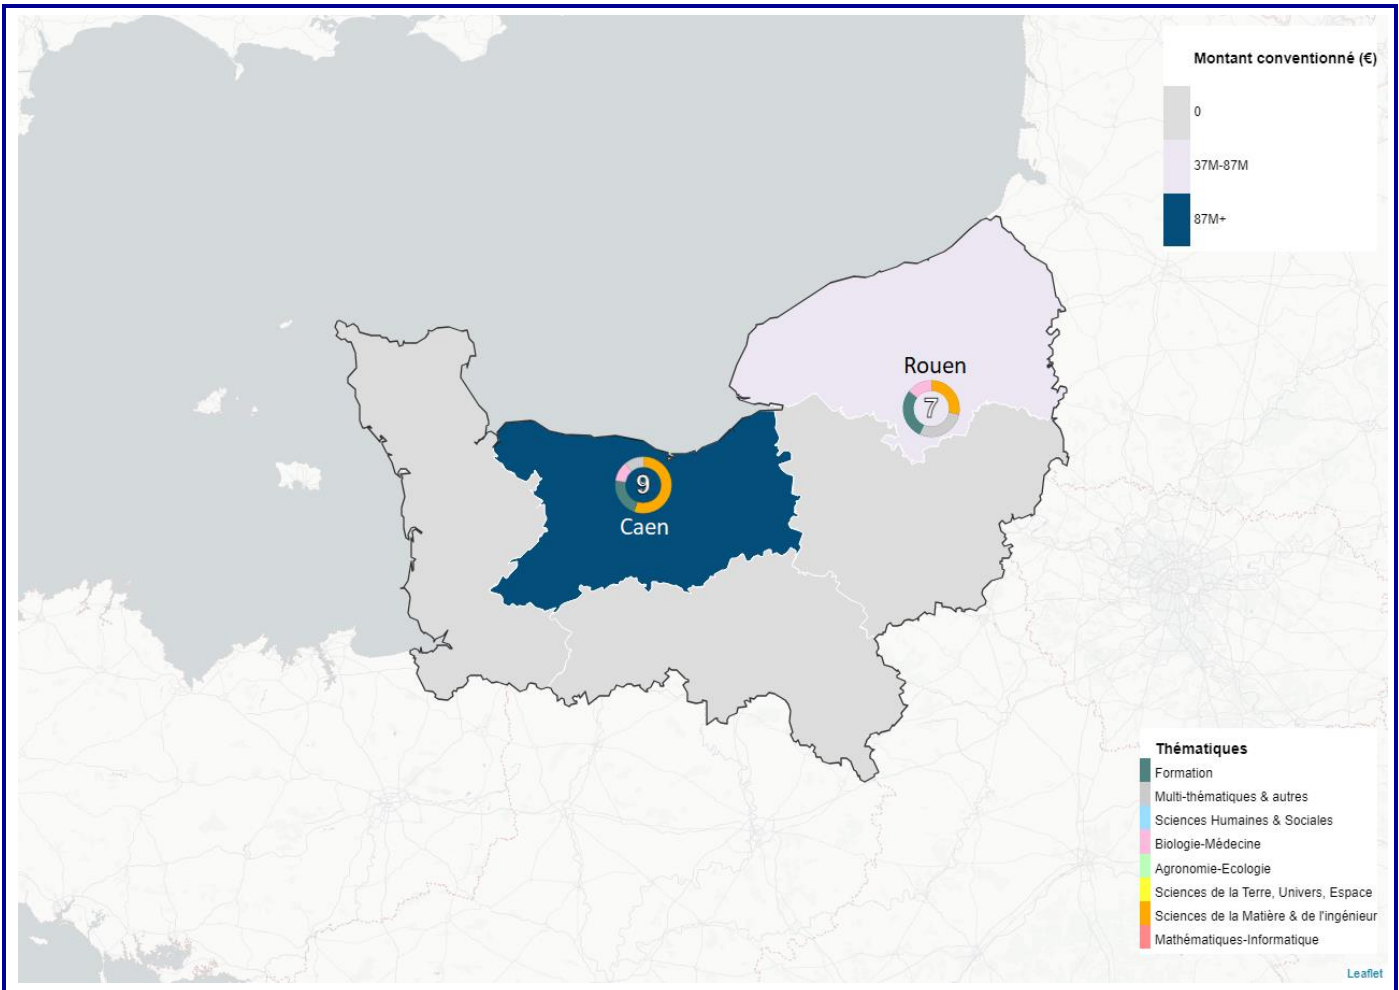 Montant conventionné (€)
0
37M-87M
87M+
Rouen
7
9
Caen
Thématiques
Formation
Multi-thématiques & autres
Sciences Humaines & Sociales
Biologie-Médecine
Agronomie-Ecologie
Sciences de la Terre, Univers, Espace
Sciences de la Matière & de l'ingénieur
Mathématiques-Informatique
Leaflet